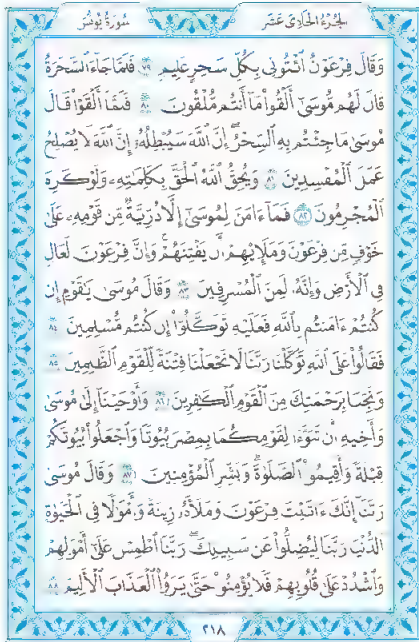 الجزء الحادي عشر
سورة يونس
وَقَالَ فِرْعَوْنُ ٱئْتُونِى بِكُلِّ سَٰحِرٍ عَلِيمٍ ٧٩ فَلَمَّا جَآءَ ٱلسَّحَرَةُ
قَالَ لَهُم مُّوسَىٰٓ أَلْقُوا۟ مَآ أَنتُم مُّلْقُونَ ٨٠ فَلَمَّآ أَلْقَوْا۟ قَالَ
مُوسَىٰ مَا جِئْتُم بِهِ ٱلسِّحْرُ إِنَّ ٱللَّهَ سَيُبْطِلُهُۥٓ إِنَّ ٱللَّهَ لَا يُصْلِحُ
عَمَلَ ٱلْمُفْسِدِينَ ٨١ وَيُحِقُّ ٱللَّهُ ٱلْحَقَّ بِكَلِمَٰتِهِۦ وَلَوْ كَرِهَ
ٱلْمُجْرِمُونَ ٨٢ فَمَآ ءَامَنَ لِمُوسَىٰٓ إِلَّا ذُرِّيَّةٌ مِّن قَوْمِهِۦ عَلَىٰ
خَوْفٍ مِّن فِرْعَوْنَ وَمَلَإِي۟هِمْ أَن يَفْتِنَهُمْ وَإِنَّ فِرْعَوْنَ لَعَالٍ
فِى ٱلْأَرْضِ وَإِنَّهُۥ لَمِنَ ٱلْمُسْرِفِينَ ٨٣ وَقَالَ مُوسَىٰ يَٰقَوْمِ إِن
كُنتُمْ ءَامَنتُم بِٱللَّهِ فَعَلَيْهِ تَوَكَّلُوٓا۟ إِن كُنتُم مُّسْلِمِينَ ٨٤
فَقَالُوا۟ عَلَى ٱللَّهِ تَوَكَّلْنَا رَبَّنَا لَا تَجْعَلْنَا فِتْنَةً لِّلْقَوْمِ ٱلظَّٰلِمِينَ ٨٥
وَنَجِّنَا بِرَحْمَتِكَ مِنَ ٱلْقَوْمِ ٱلْكَٰفِرِينَ ٨٦ وَأَوْحَيْنَآ إِلَىٰ مُوسَىٰ
وَأَخِيهِ أَن تَبَوَّءَا لِقَوْمِكُمَا بِمِصْرَ بُيُوتًا وَٱجْعَلُوا۟ بُيُوتَكُمْ
قِبْلَةً وَأَقِيمُوا۟ ٱلصَّلَوٰةَ وَبَشِّرِ ٱلْمُؤْمِنِينَ ٨٧ وَقَالَ مُوسَىٰ
رَبَّنَآ إِنَّكَ ءَاتَيْتَ فِرْعَوْنَ وَمَلَأَهُۥ زِينَةً وَأَمْوَٰلًا فِى ٱلْحَيَوٰةِ
ٱلدُّنْيَا رَبَّنَا لِيُضِلُّوا۟ عَن سَبِيلِكَ رَبَّنَا ٱطْمِسْ عَلَىٰٓ أَمْوَٰلِهِمْ
وَٱشْدُدْ عَلَىٰ قُلُوبِهِمْ فَلَا يُؤْمِنُوا۟ حَتَّىٰ يَرَوُا۟ ٱلْعَذَابَ ٱلْأَلِيمَ ٨٨
٢١٨